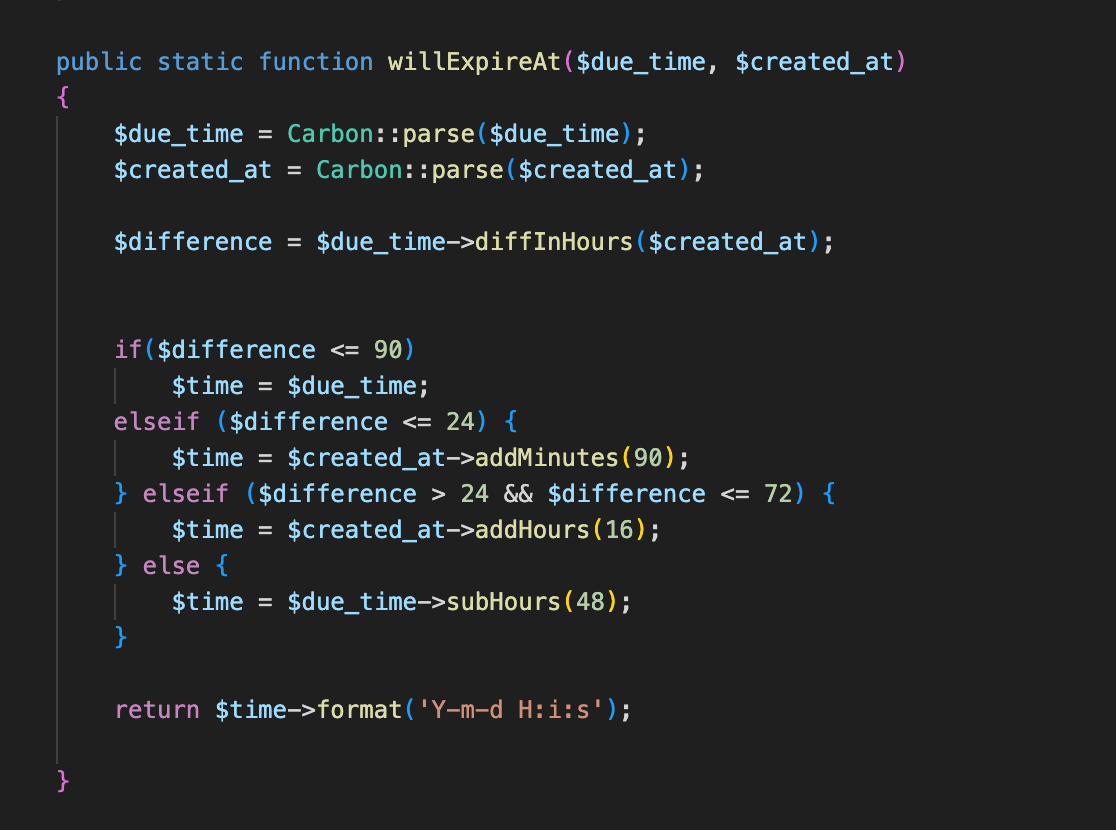 public static function willExpireAt($due_time, $created_at)
{
    $due_time = Carbon::parse($due_time);
    $created_at = Carbon::parse($created_at);

    $difference = $due_time->diffInHours($created_at);


    if($difference <= 90)
        $time = $due_time;
    elseif ($difference <= 24) {
        $time = $created_at->addMinutes(90);
    } elseif ($difference > 24 && $difference <= 72) {
        $time = $created_at->addHours(16);
    } else {
        $time = $due_time->subHours(48);
    }

    return $time->format('Y-m-d H:i:s');

}